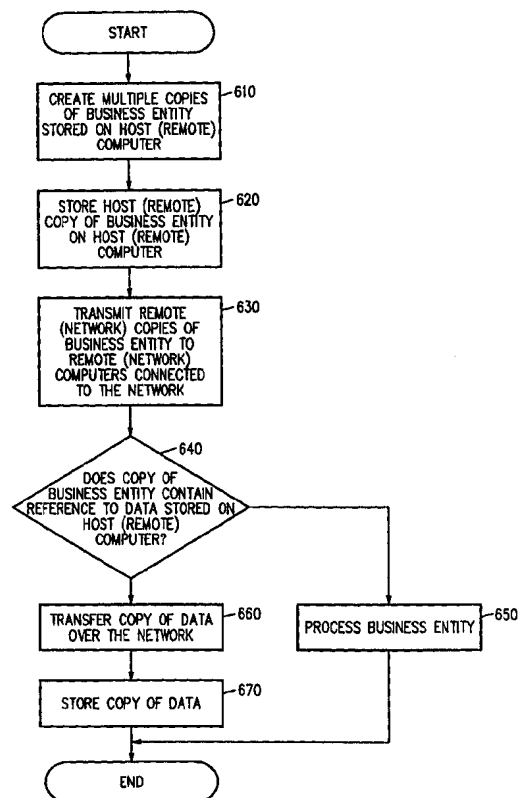 START
610
CREATE MULTIPLE COPIES
OF BUSINESS ENTITY
STORED ON HOST (REMOTE)
COMPUTER
620
STORE HOST (REMOTE)
COPY OF BUSINESS ENTITY
ON HOST (REMOTE)
COMPUTER
630
TRANSMIT REMOTE
(NETWORK) COPIES OF
BUSINESS ENTITY TO
REMOTE (NETWORK)
COMPUTERS CONNECTED
TO THE NETWORK
640
DOES COPY OF
BUSINESS ENTITY CONTAIN
REFERENCE TO DATA STORED ON
HOST (REMOTE)
COMPUTER?
660
TRANSFER COPY OF DATA
OVER THE NETWORK
650
PROCESS BUSINESS ENTITY
670
STORE COPY OF DATA
END